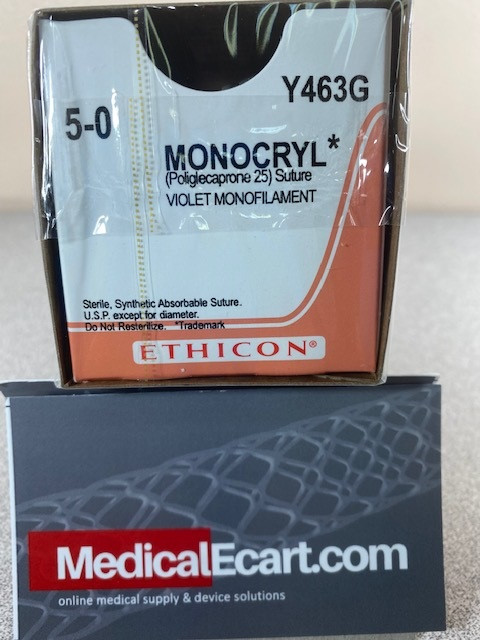 Y463G
5-0
MONOCRYL*
(Poliglecaprone 25) Suture
VIOLET MONOFILAMENT
Sterile, Synthetic Absorbable Suture.
U.S.P. except for diameter.
Do Not Resterilize. *Trademark
ETHICON®
MedicalEcart.com
online medical supply & device solutions